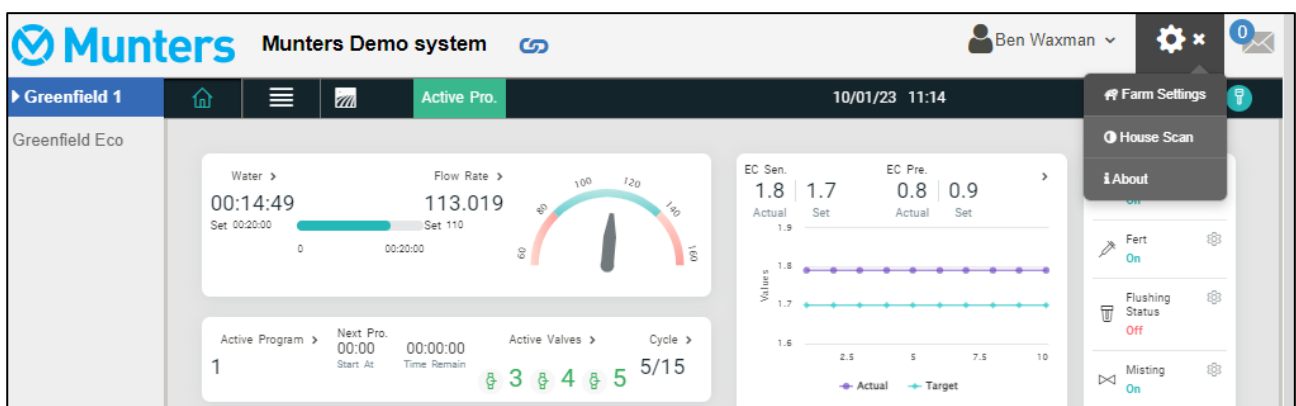 Munters Munters Demo system Ben Waxman 0
Greenfield 1 Active Pro. 10/01/23 11:14 Farm Settings
Greenfield Eco House Scan
About
Water > Flow Rate >
00:14:49 113.019
Set 00:20:00 Set 110
0 00:20:00
60 80 100 120 140 160
EC Sen. EC Pre. >
1.8 1.7 0.8 0.9
Actual Set Actual Set
1.9
1.8
1.7
1.6
Values
2.5 5 7.5 10
Actual Target
On
Fert
On
Flushing
Status
Off
Misting
On
Active Program > Next Pro. Active Valves > Cycle >
1 00:00 00:00:00 3 4 5 5/15
Start At Time Remain